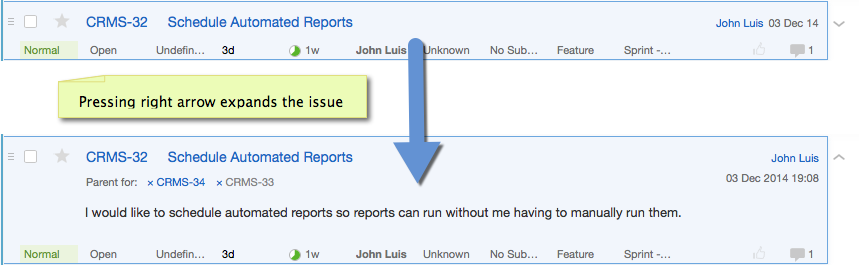 CRMS-32 Schedule Automated Reports John Luis 03 Dec 14
Normal Open Undefin... 3d 1w John Luis Unknown No Sub... Feature Sprint -... 1
Pressing right arrow expands the issue
CRMS-32 Schedule Automated Reports John Luis
Parent for: × CRMS-34 × CRMS-33 03 Dec 2014 19:08
I would like to schedule automated reports so reports can run without me having to manually run them.
Normal Open Undefin... 3d 1w John Luis Unknown No Sub... Feature Sprint -... 1